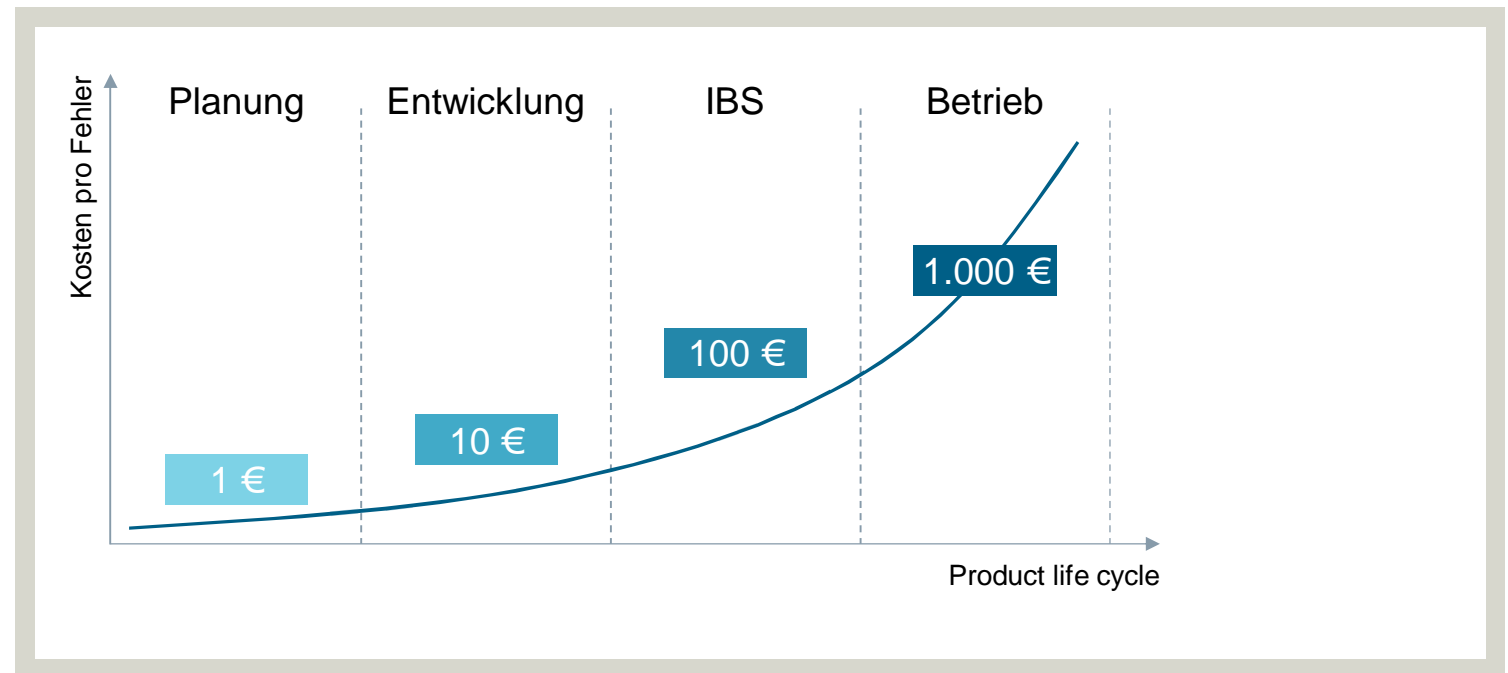 Kosten pro Fehler
Planung
Entwicklung
IBS
Betrieb
1.000 €
100 €
10 €
1 €
Product life cycle